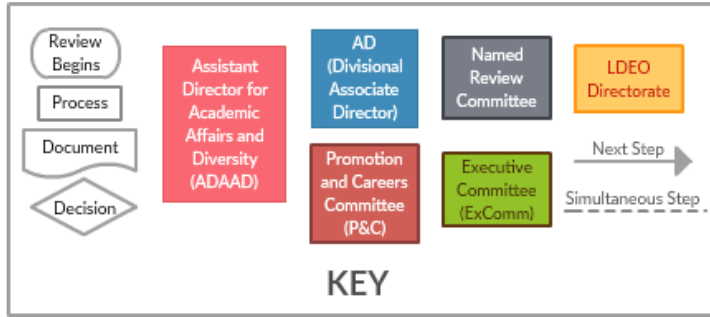 Review
Begins
Process
Document
Decision
Assistant
Director for
Academic
Affairs and
Diversity
(ADAAD)
AD
(Divisional
Associate
Director)
Promotion
and Careers
Committee
(P&C)
Named
Review
Committee
Executive
Committee
(ExComm)
LDEO
Directorate
Next Step
Simultaneous Step
KEY